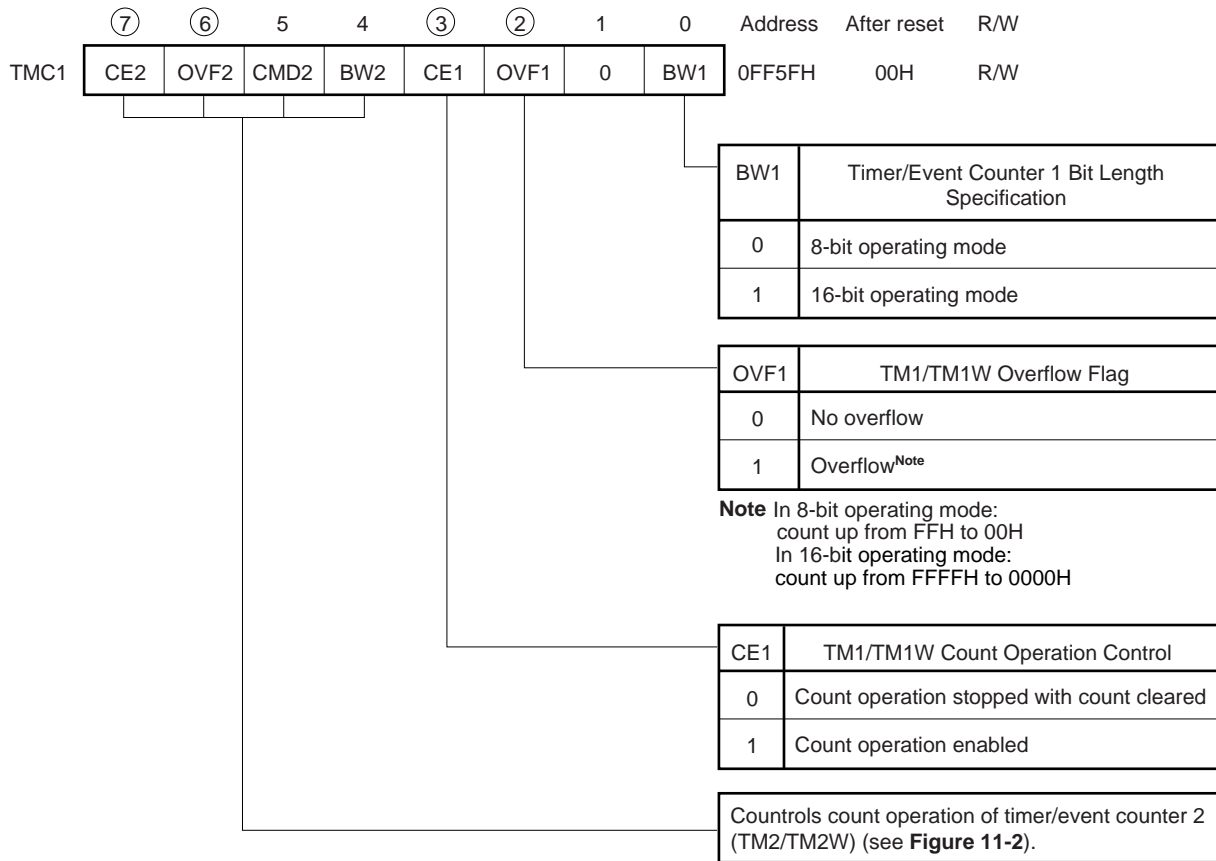 ⑦ ⑥ 5 4 ③ ② 1 0 Address After reset R/W
TMC1 CE2 OVF2 CMD2 BW2 CE1 OVF1 0 BW1 0FF5FH 00H R/W
BW1 Timer/Event Counter 1 Bit Length
Specification
0 8-bit operating mode
1 16-bit operating mode
OVF1 TM1/TM1W Overflow Flag
0 No overflow
1 Overflow Note
Note In 8-bit operating mode:
count up from FFH to 00H
In 16-bit operating mode:
count up from FFFFH to 0000H
CE1 TM1/TM1W Count Operation Control
0 Count operation stopped with count cleared
1 Count operation enabled
Countrols count operation of timer/event counter 2
(TM2/TM2W) (see Figure 11-2).